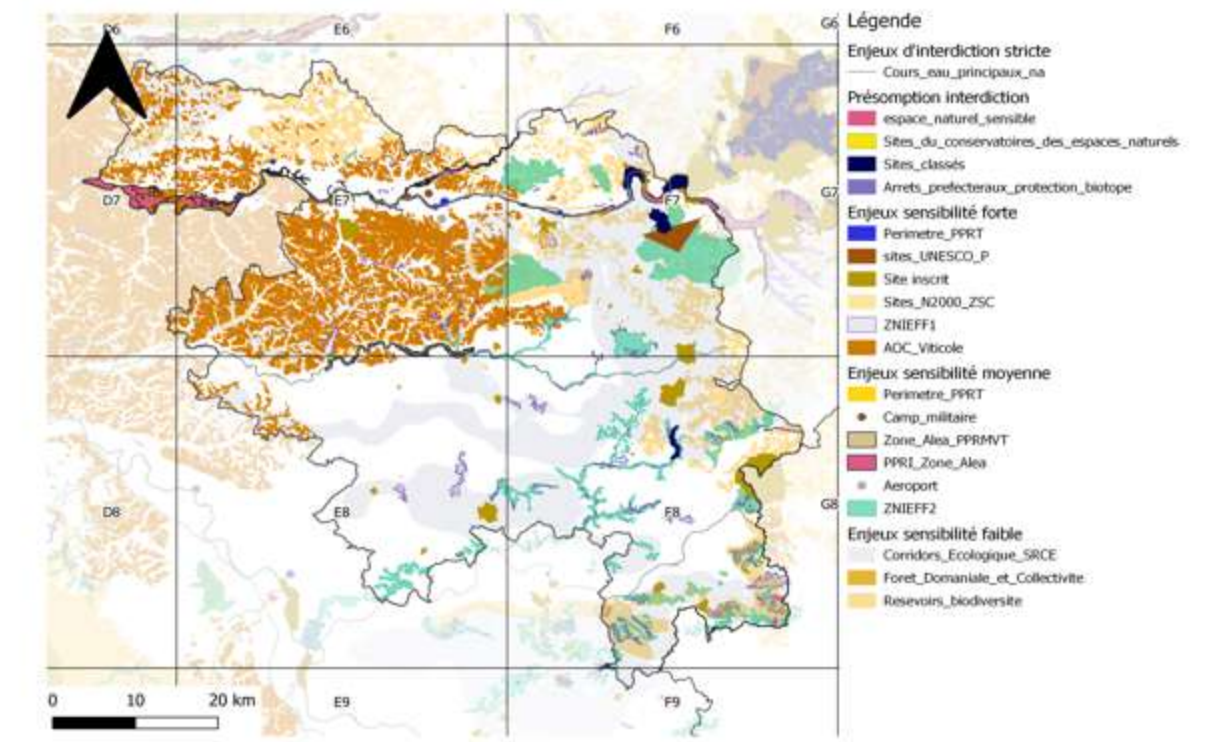 D6
E6
F6
G6
D7
E7
F7
G7
D8
E8
F8
G8
E9
F9
0 10 20 km
Légende
Enjeux d'interdiction stricte
Cours_eau_principaux_na
Présomption interdiction
espace_naturel_sensible
Sites_du_conservatoires_des_espaces_naturels
Sites_classés
Arrets_prefecteraux_protection_biotope
Enjeux sensibilité forte
Perimetre_PPRT
sites_UNESCO_P
Site inscrit
Sites_N2000_ZSC
ZNIEFF1
AOC_Viticole
Enjeux sensibilité moyenne
Perimetre_PPRT
Camp_militaire
Zone_Alea_PPRMVT
PPRI_Zone_Alea
Aeroport
ZNIEFF2
Enjeux sensibilité faible
Corridors_Ecologique_SRCE
Foret_Domaniale_et_Collectivite
Resevoirs_biodiversite